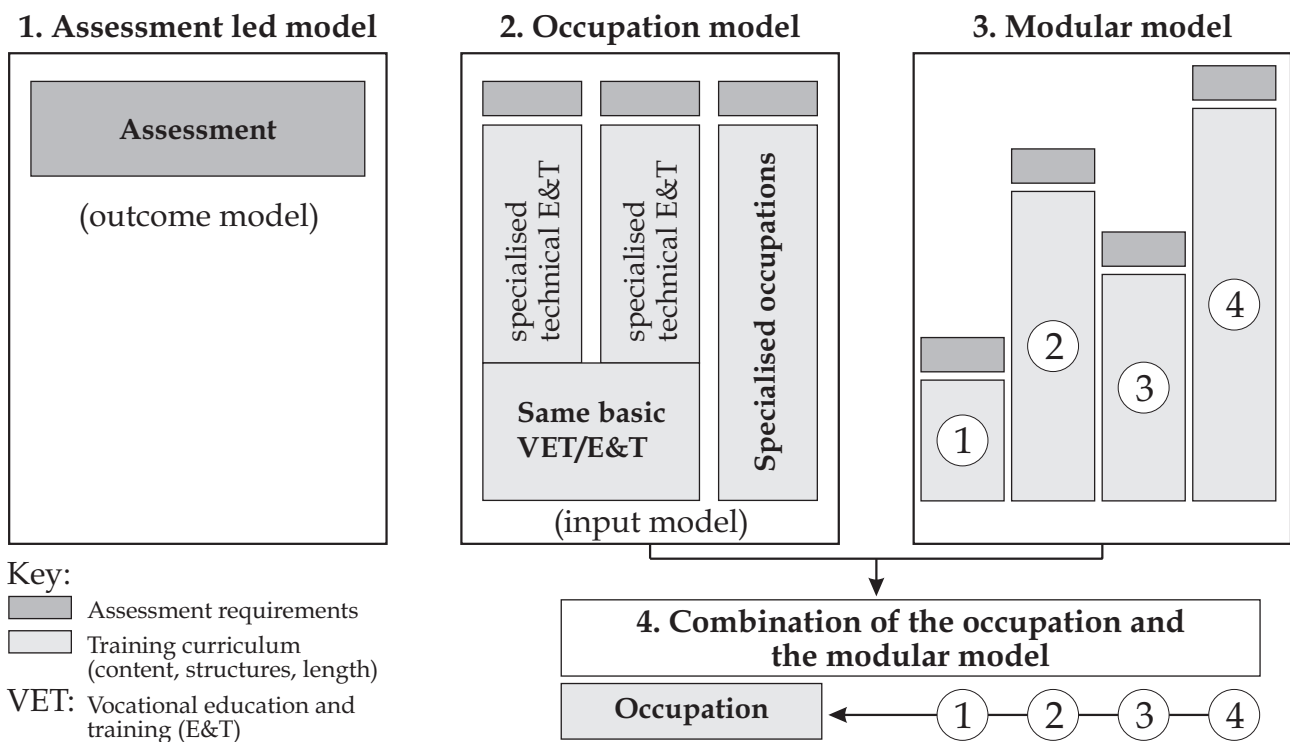 1. Assessment led model
Assessment
(outcome model)
2. Occupation model
specialised
technical E&T
specialised
technical E&T
Specialised occupations
Same basic
VET/E&T
(input model)
3. Modular model
1
2
3
4
Key:
Assessment requirements
Training curriculum
(content, structures, length)
VET: Vocational education and
training (E&T)
4. Combination of the occupation and
the modular model
Occupation
1 2 3 4